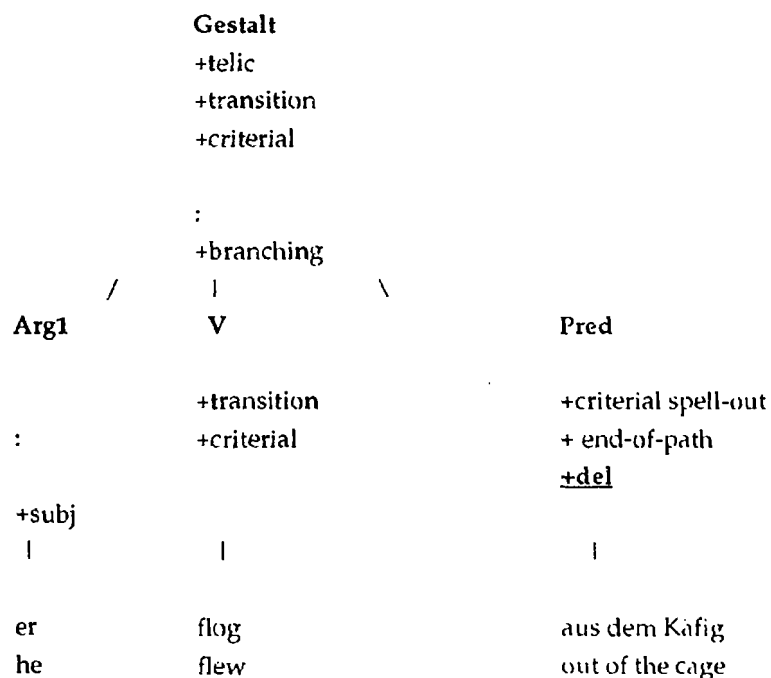 Gestalt
+telic
+transition
+criterial
:
+branching
/ | \
Arg1 V Pred
+transition +criterial spell-out
: +criterial + end-of-path
+del
+subj
| | |
er flog aus dem Käfig
he flew out of the cage